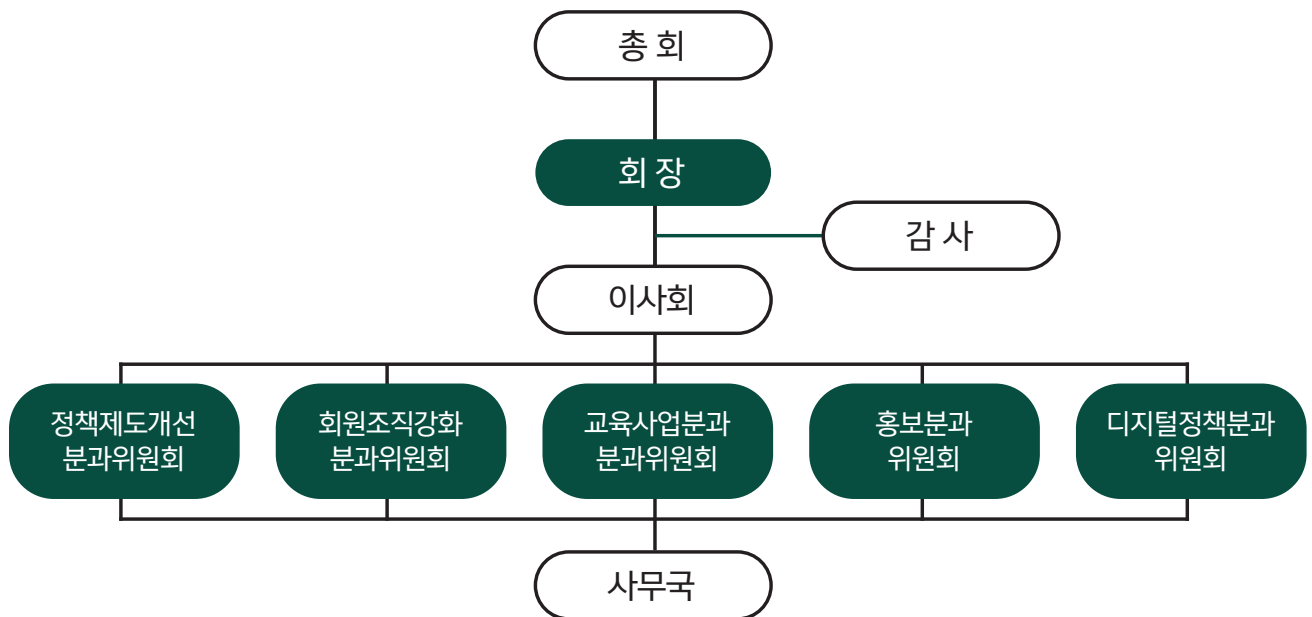 총 회
회 장
감 사
이사회
정책제도개선
분과위원회
회원조직강화
분과위원회
교육사업분과
분과위원회
홍보분과
위원회
디지털정책분과
위원회
사무국